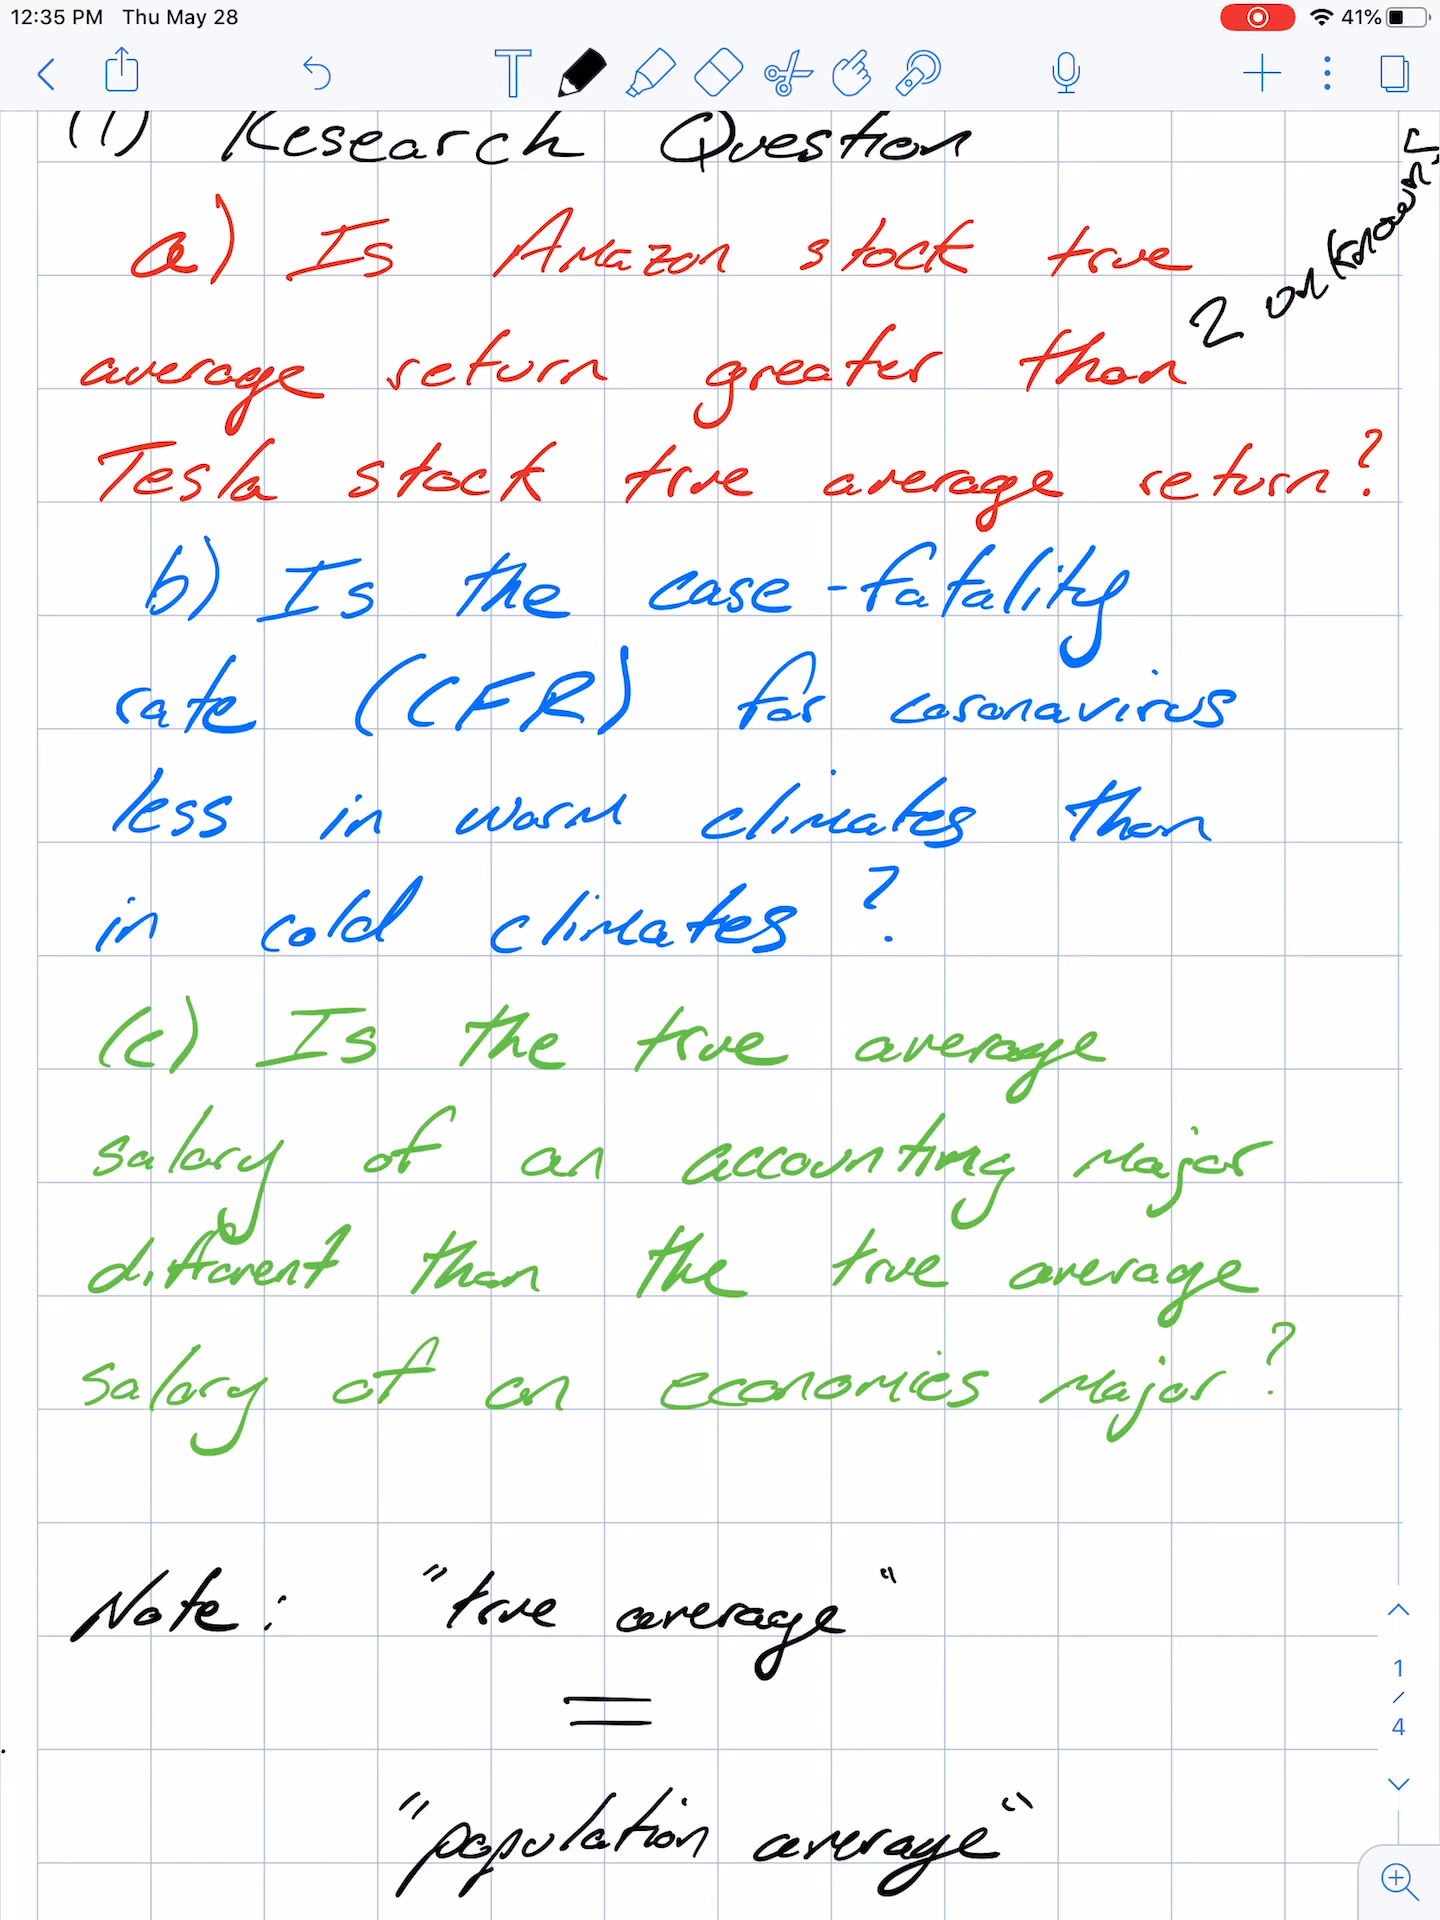 12:35 PM Thu May 28
41%
(1) Research Question
a) Is Amazon stock true
2 unknown
average return greater than
Tesla stock true average return?
b) Is the case-fatality
rate (CFR) for coronavirus
less in warm climates than
in cold climates?
(c) Is the true average
salary of an accounting major
different than the true average
salary of an economics major?
Note: "true average"
=
"population average"
1
/
4